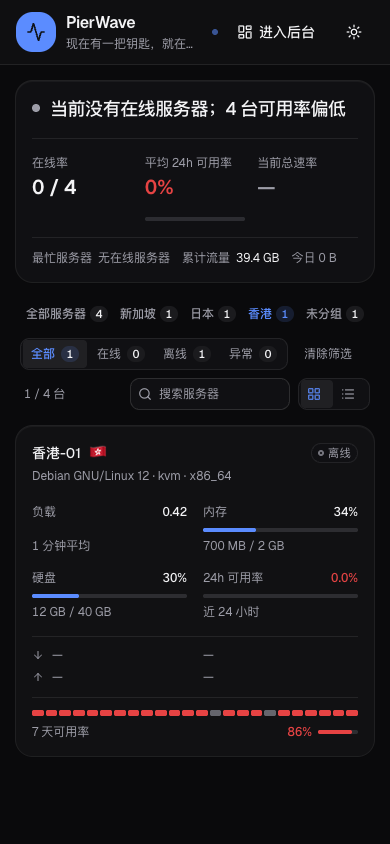 PierWave
现在有一把钥匙，就在…
进入后台
当前没有在线服务器；4 台可用率偏低
在线率
平均 24h 可用率
当前总速率
0 / 4
0%
—
最忙服务器 无在线服务器 累计流量 39.4 GB 今日 0 B
全部服务器 4 新加坡 1 日本 1 香港 1 未分组 1
全部 1 在线 0 离线 1 异常 0 清除筛选
1 / 4 台
搜索服务器
香港-01
离线
Debian GNU/Linux 12 · kvm · x86_64
负载 0.42
内存 34%
1 分钟平均
700 MB / 2 GB
硬盘 30%
24h 可用率 0.0%
12 GB / 40 GB
近 24 小时
↓ — —
↑ — —
7 天可用率 86%